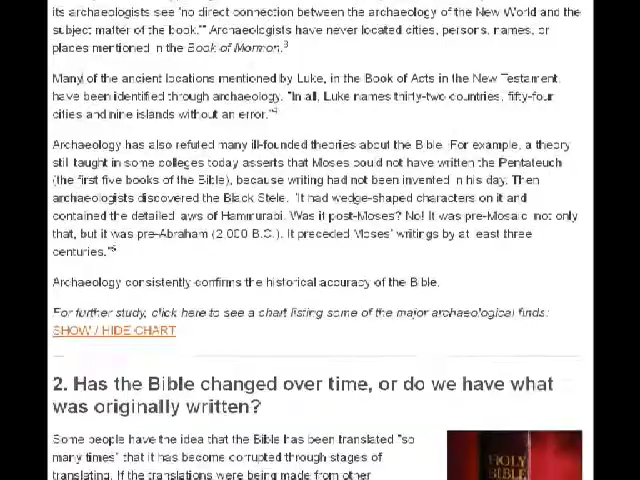 its archaeologists see 'no direct connection between the archaeology of the New World and the
subject matter of the book.'" Archaeologists have never located cities, persons, names, or
places mentioned in the Book of Mormon.3
Many of the ancient locations mentioned by Luke, in the Book of Acts in the New Testament,
have been identified through archaeology. "In all, Luke names thirty-two countries, fifty-four
cities and nine islands without an error."4
Archaeology has also refuted many ill-founded theories about the Bible. For example, a theory
still taught in some colleges today asserts that Moses could not have written the Pentateuch
(the first five books of the Bible), because writing had not been invented in his day. Then
archaeologists discovered the Black Stele. "It had wedge-shaped characters on it and
contained the detailed laws of Hammurabi. Was it post-Moses? No! It was pre-Mosaic; not only
that, but it was pre-Abraham (2,000 B.C.). It preceded Moses' writings by at least three
centuries."5
Archaeology consistently confirms the historical accuracy of the Bible.
For further study, click here to see a chart listing some of the major archaeological finds:
SHOW / HIDE CHART
2. Has the Bible changed over time, or do we have what
was originally written?
Some people have the idea that the Bible has been translated "so
many times" that it has become corrupted through stages of
translating. If the translations were being made from other
HOLY
BIBLE